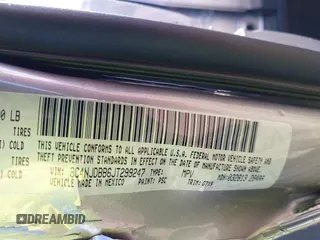 0 LB
TIRES
COLD
TIRES
COLD
THIS VEHICLE CONFORMS TO ALL APPLICABLE U.S.A. FEDERAL MOTOR VEHICLE SAFETY AND
THEFT PREVENTION STANDARDS IN EFFECT ON THE DATE OF MANUFACTURE SHOWN ABOVE.
VIN: 3C4NJDBB6JT299247
TYPE: MPV
MADE IN MEXICO
PAINT: PSC
TRIM:
MDH:
DREAMBID